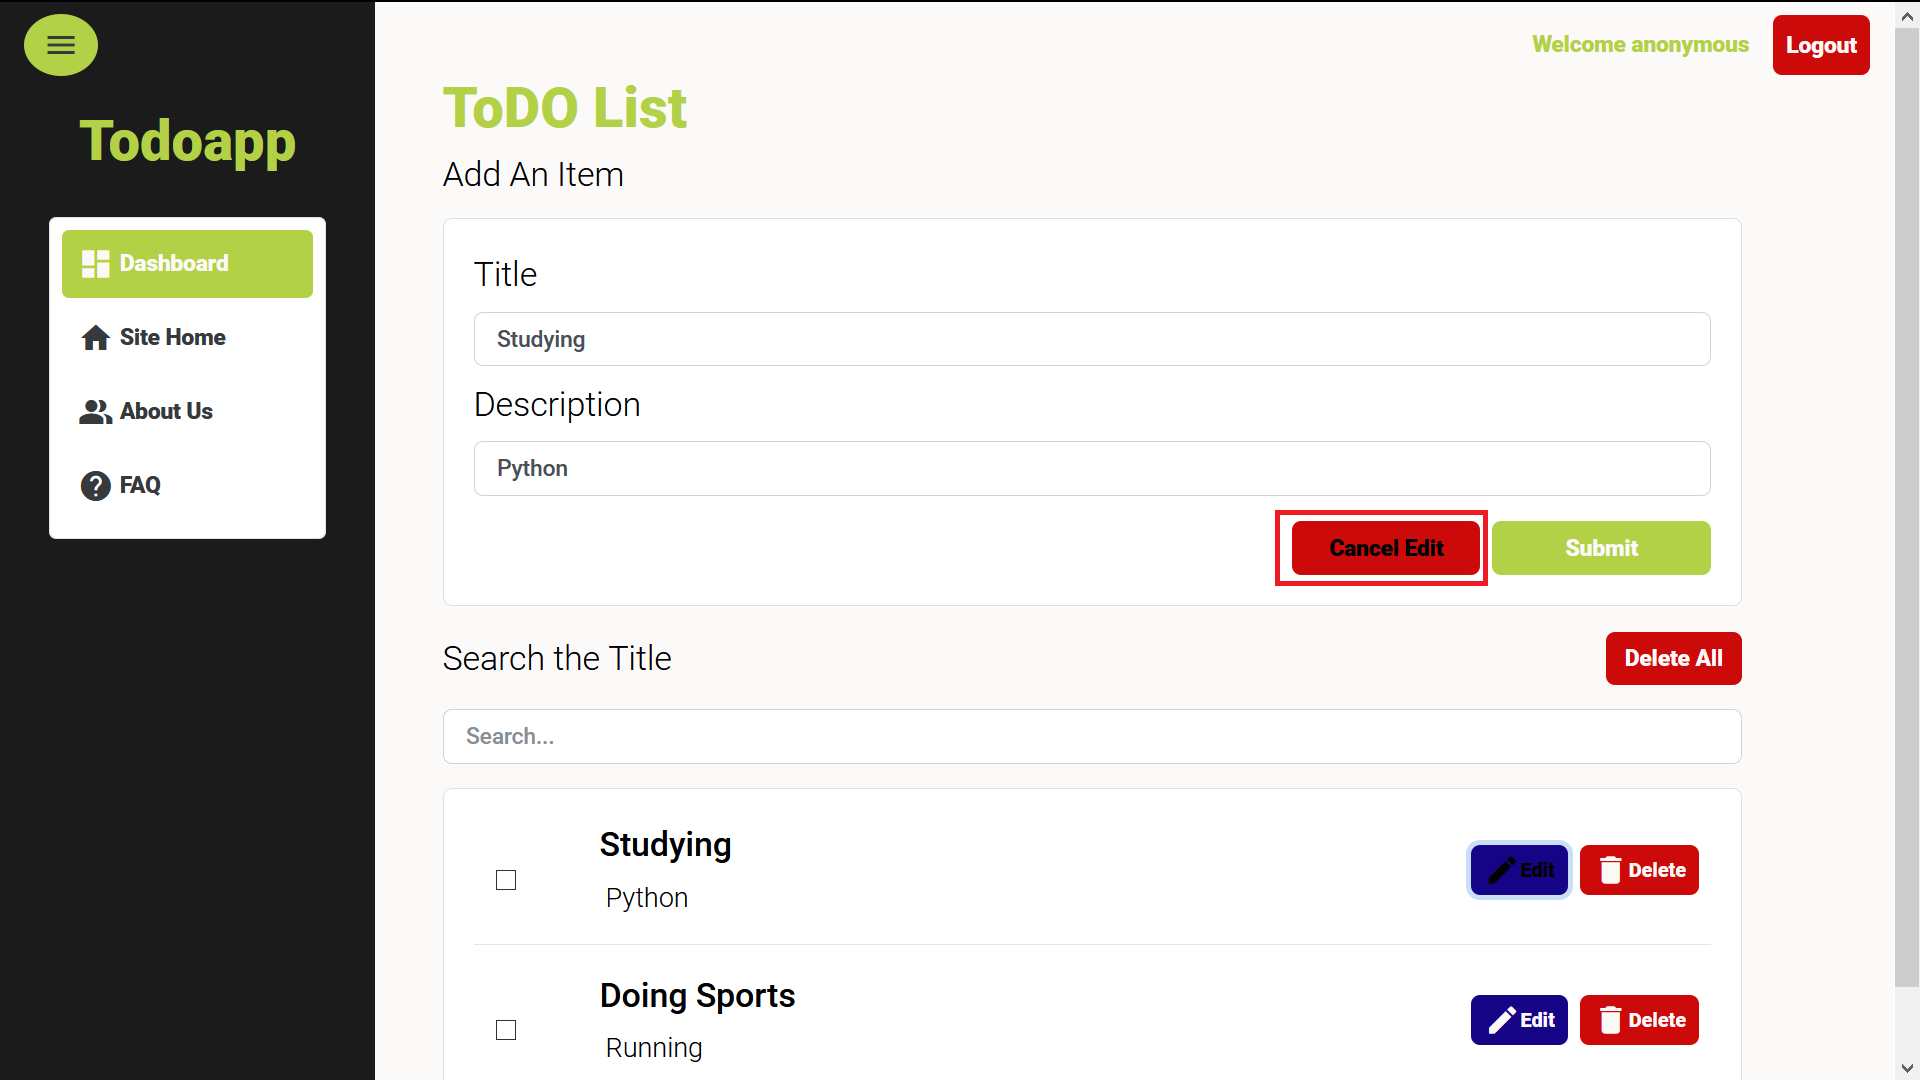 Welcome anonymous Logout
Todoapp
Dashboard
Site Home
About Us
FAQ
ToDO List
Add An Item
Title
Studying
Description
Python
Cancel Edit Submit
Search the Title Delete All
Search...
Studying
Python
Edit Delete
Doing Sports
Running
Edit Delete